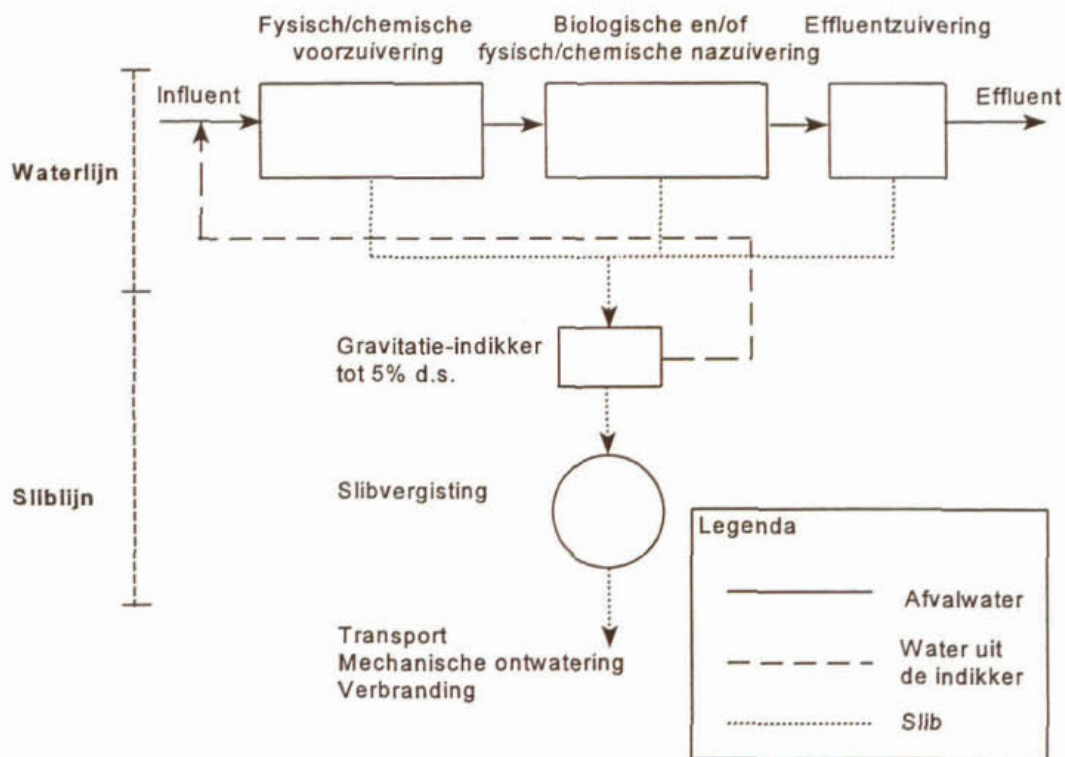 Fysisch/chemische
voorzuivering
Biologische en/of
fysisch/chemische nazuivering
Effluentzuivering
Influent
Effluent
Waterlijn
Gravitatie-indikker
tot 5% d.s.
Sliblijn
Slibvergisting
Legenda
Afvalwater
Water uit
de indikker
Slib
Transport
Mechanische ontwatering
Verbranding